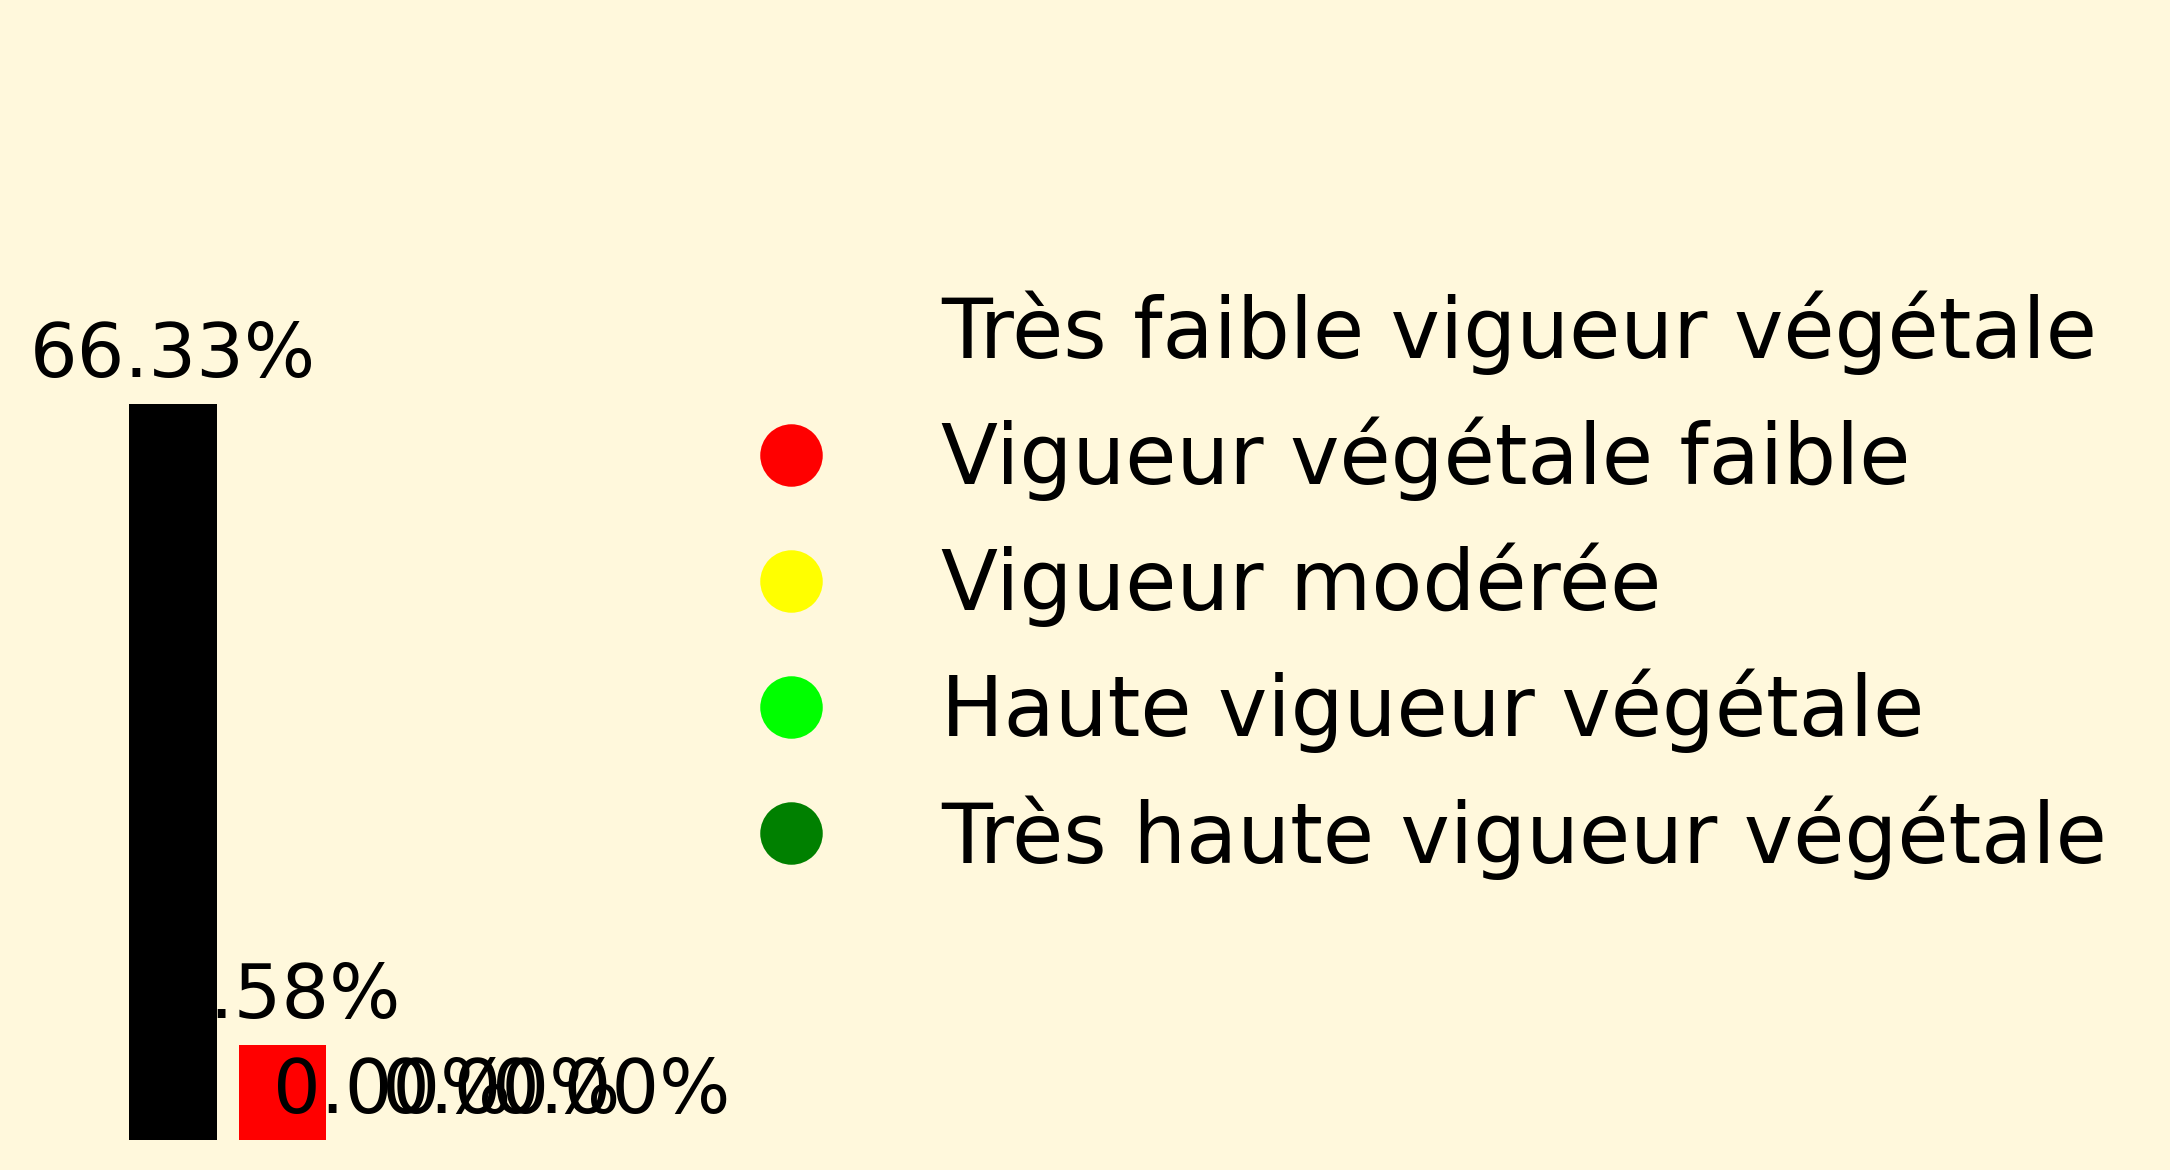 66.33%
Très faible vigueur végétale
Vigueur végétale faible
Vigueur modérée
Haute vigueur végétale
Très haute vigueur végétale
.58%
0.00%
0.00%
0.00%